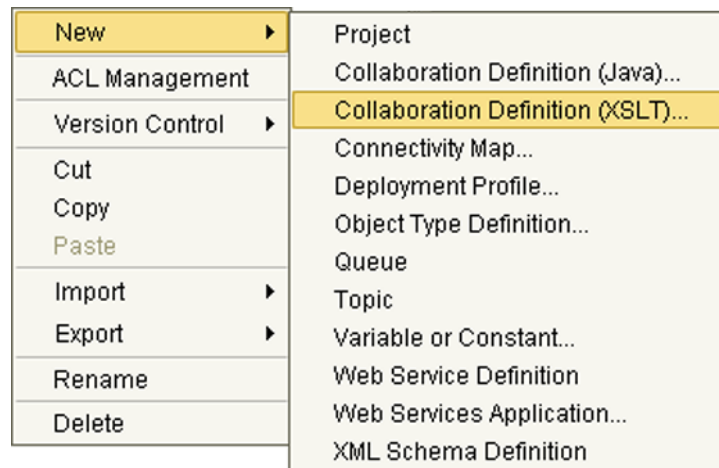 New
ACL Management
Version Control
Cut
Copy
Paste
Import
Export
Rename
Delete
Project
Collaboration Definition (Java)...
Collaboration Definition (XSLT)...
Connectivity Map...
Deployment Profile...
Object Type Definition...
Queue
Topic
Variable or Constant...
Web Service Definition
Web Services Application...
XML Schema Definition